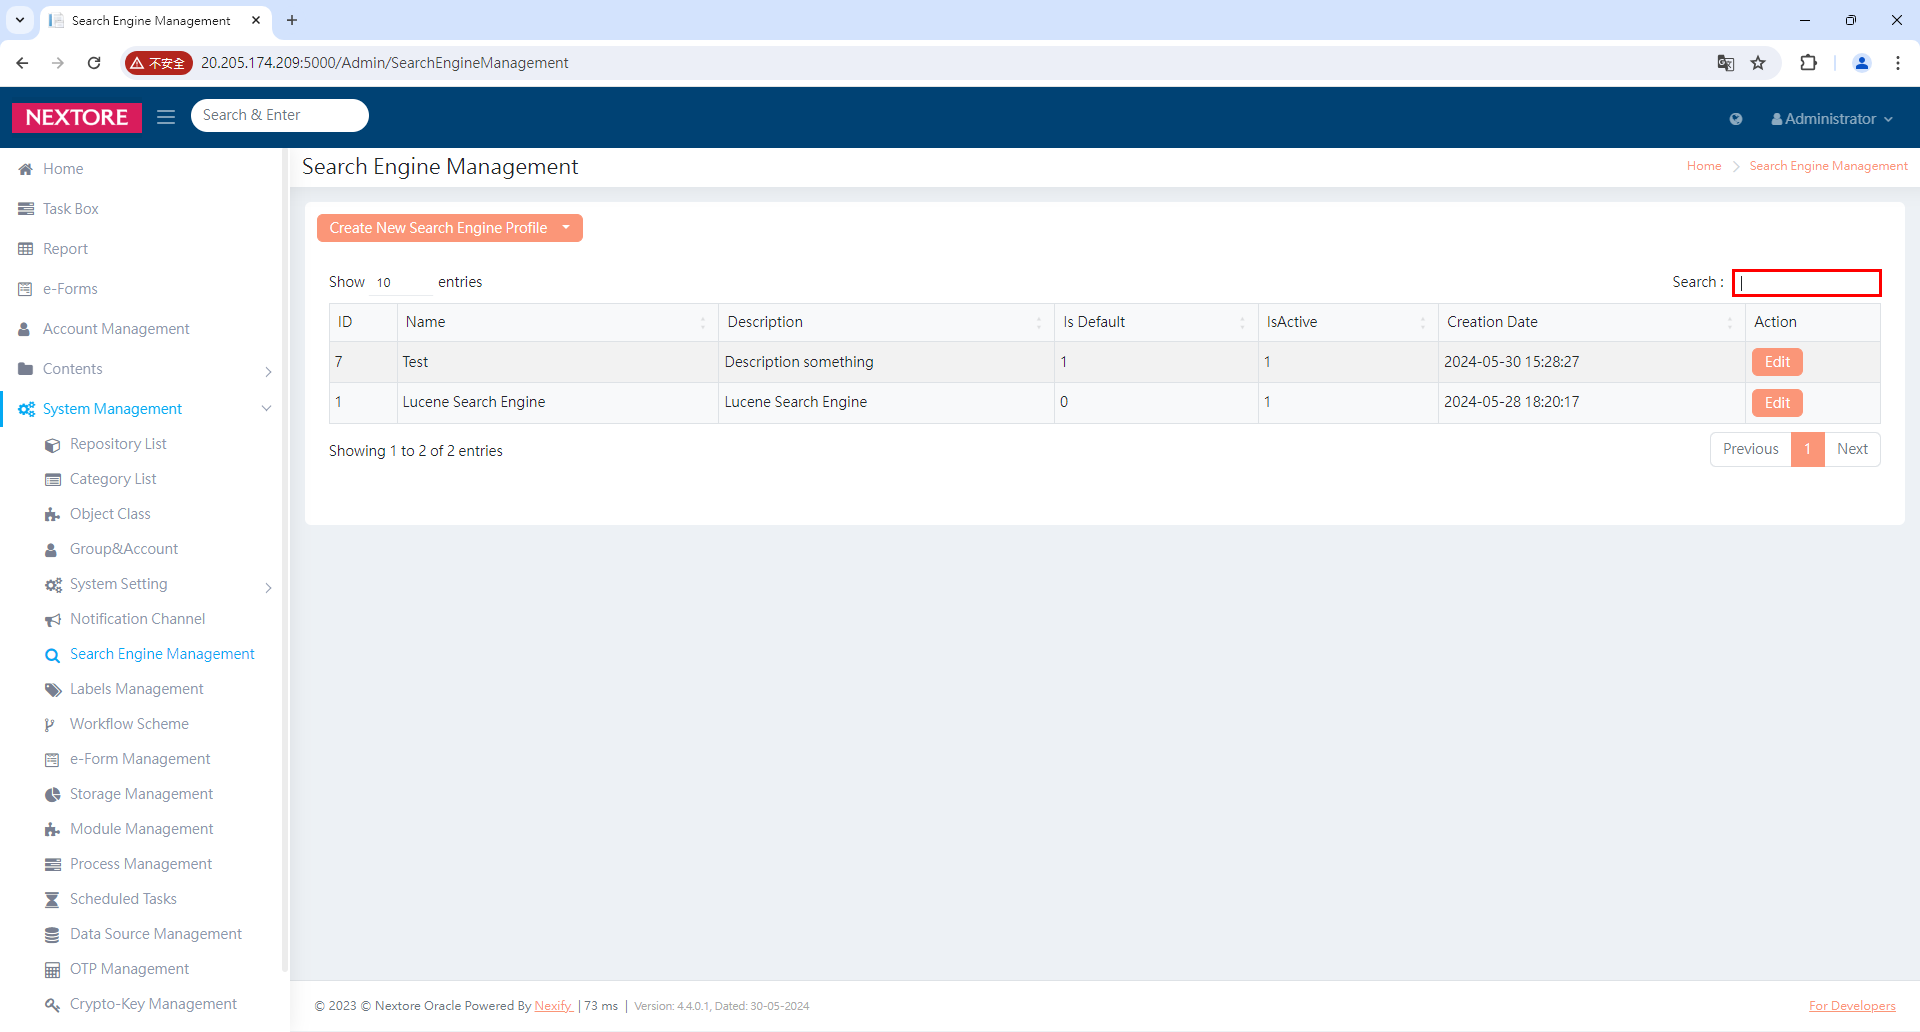 Search Engine Management
不安全
20.205.174.209:5000/Admin/SearchEngineManagement
NEXTORE
Search & Enter
Administrator
Home
Task Box
Report
e-Forms
Account Management
Contents
System Management
Repository List
Category List
Object Class
Group&Account
System Setting
Notification Channel
Search Engine Management
Labels Management
Workflow Scheme
e-Form Management
Storage Management
Module Management
Process Management
Scheduled Tasks
Data Source Management
OTP Management
Crypto-Key Management
Search Engine Management
Home > Search Engine Management
Create New Search Engine Profile
Show 10 entries
Search :
ID Name Description Is Default IsActive Creation Date Action
7 Test Description something 1 1 2024-05-30 15:28:27 Edit
1 Lucene Search Engine Lucene Search Engine 0 1 2024-05-28 18:20:17 Edit
Showing 1 to 2 of 2 entries
Previous 1 Next
© 2023 © Nextore Oracle Powered By Nexify | 73 ms | Version: 4.4.0.1, Dated: 30-05-2024
For Developers